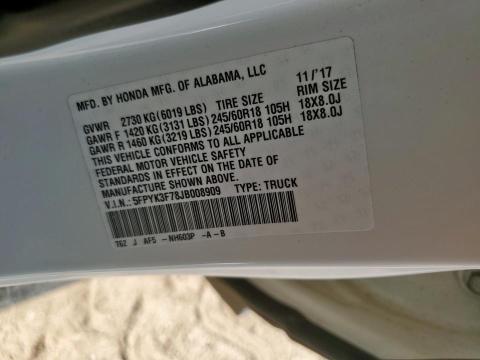 MFD. BY HONDA MFG. OF ALABAMA, LLC 11/'17
GVWR 2730 KG (6019 LBS) TIRE SIZE RIM SIZE
GAWR F 1420 KG (3131 LBS) 245/60R18 105H 18X8.0J
GAWR R 1460 KG (3219 LBS) 245/60R18 105H 18X8.0J
THIS VEHICLE CONFORMS TO ALL APPLICABLE
FEDERAL MOTOR VEHICLE SAFETY
STANDARDS IN EFFECT ON THE DATE OF
MANUFACTURE SHOWN ABOVE.
V.I.N.: 5FPYK3F78JB008909 TYPE: TRUCK
T6Z J AF5 -NH603P -A-B